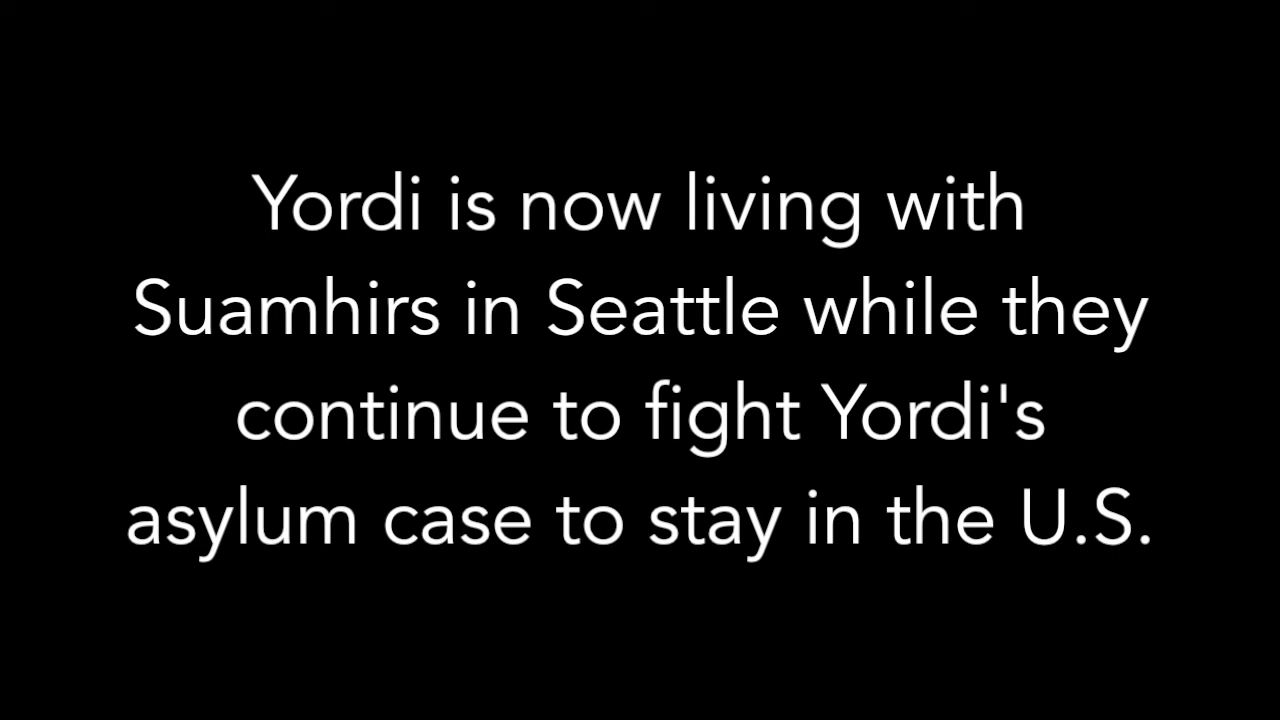 Yordi is now living with
Suamhirs in Seattle while they
continue to fight Yordi's
asylum case to stay in the U.S.